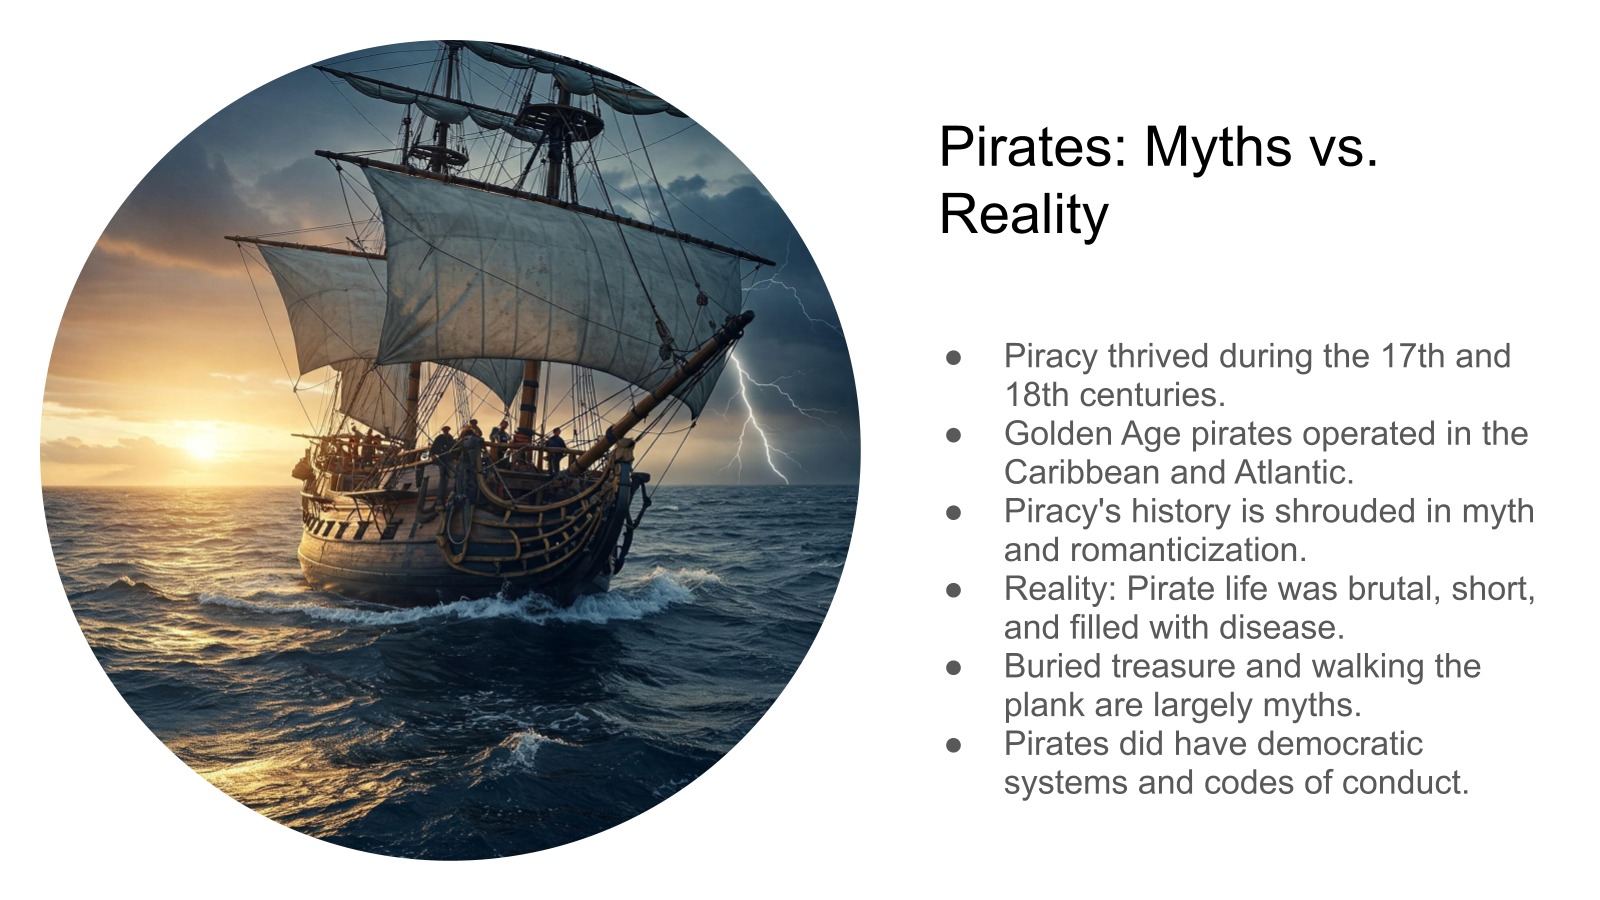 Pirates: Myths vs.
Reality
● Piracy thrived during the 17th and
18th centuries.
● Golden Age pirates operated in the
Caribbean and Atlantic.
● Piracy's history is shrouded in myth
and romanticization.
● Reality: Pirate life was brutal, short,
and filled with disease.
● Buried treasure and walking the
plank are largely myths.
● Pirates did have democratic
systems and codes of conduct.